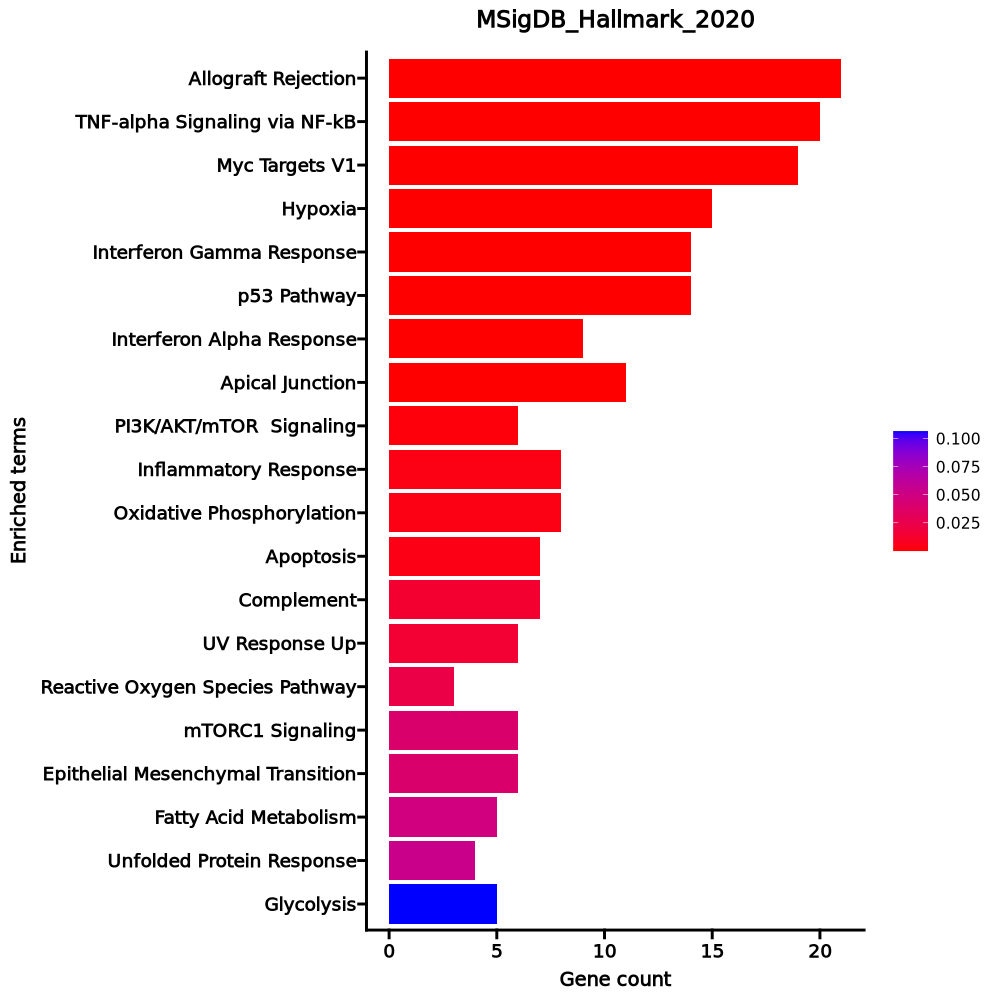 MSigDB_Hallmark_2020
Allograft Rejection
TNF-alpha Signaling via NF-kB
Myc Targets V1
Hypoxia
Interferon Gamma Response
p53 Pathway
Interferon Alpha Response
Apical Junction
PI3K/AKT/mTOR  Signaling
Inflammatory Response
Oxidative Phosphorylation
Apoptosis
Complement
UV Response Up
Reactive Oxygen Species Pathway
mTORC1 Signaling
Epithelial Mesenchymal Transition
Fatty Acid Metabolism
Unfolded Protein Response
Glycolysis
Enriched terms
0 5 10 15 20
Gene count
0.100
0.075
0.050
0.025